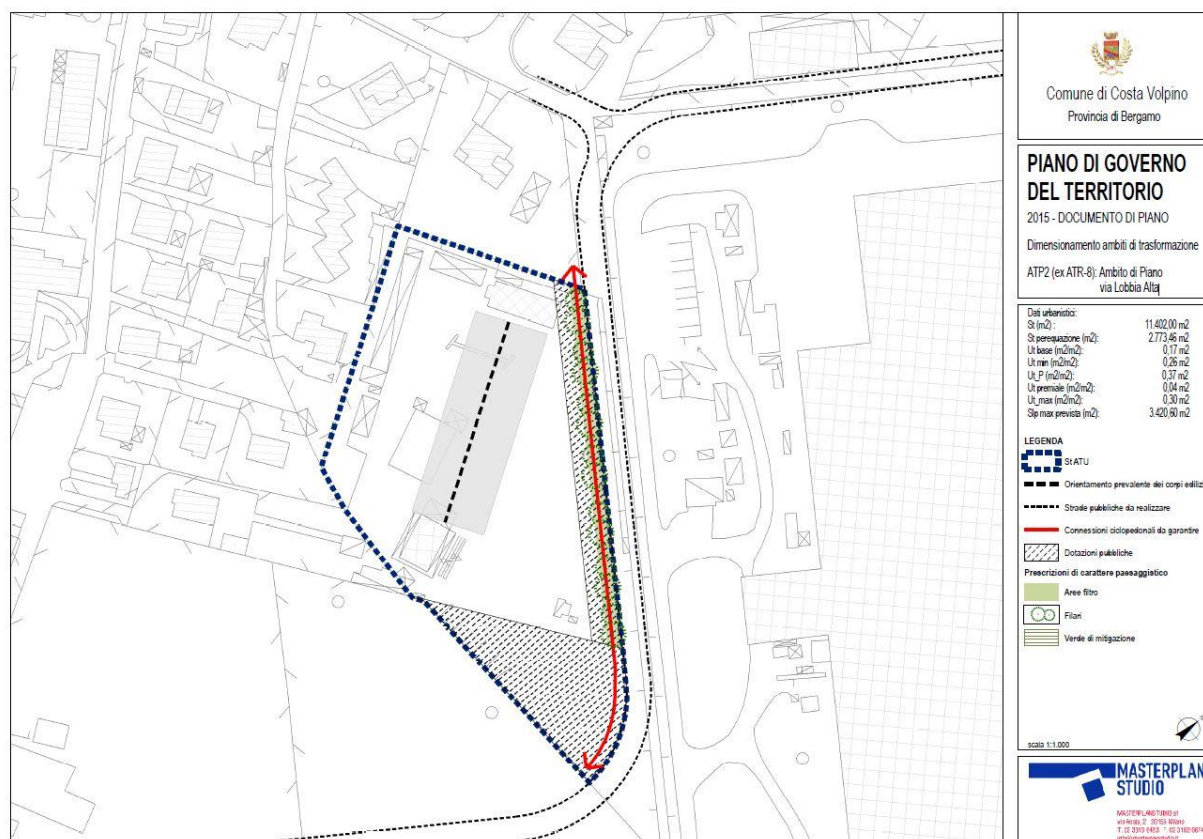 Comune di Costa Volpino
Provincia di Bergamo
PIANO DI GOVERNO
DEL TERRITORIO
2015 - DOCUMENTO DI PIANO
Dimensionamento ambiti di trasformazione
ATP2 (ex ATR-8): Ambito di Piano
via Lobbia Alta
Dati urbanistici:
St (m2) : 11.402,00 m2
St perequazione (m2): 2.773,46 m2
Ut base (m2/m2): 0,17 m2
Ut min (m2/m2): 0,26 m2
Ut_P (m2/m2): 0,37 m2
Ut premiale (m2/m2): 0,04 m2
Ut_max (m2/m2): 0,30 m2
Slp max prevista (m2): 3.420,60 m2
LEGENDA
St ATU
Orientamento prevalente dei corpi edilizi
Strade pubbliche da realizzare
Connessioni ciclopedonali da garantire
Dotazioni pubbliche
Prescrizioni di carattere paesaggistico
Aree filtro
Filari
Verde di mitigazione
scala 1:1.000
MASTERPLAN
STUDIO
MASTERPLANSTUDIO srl
20155 Milano